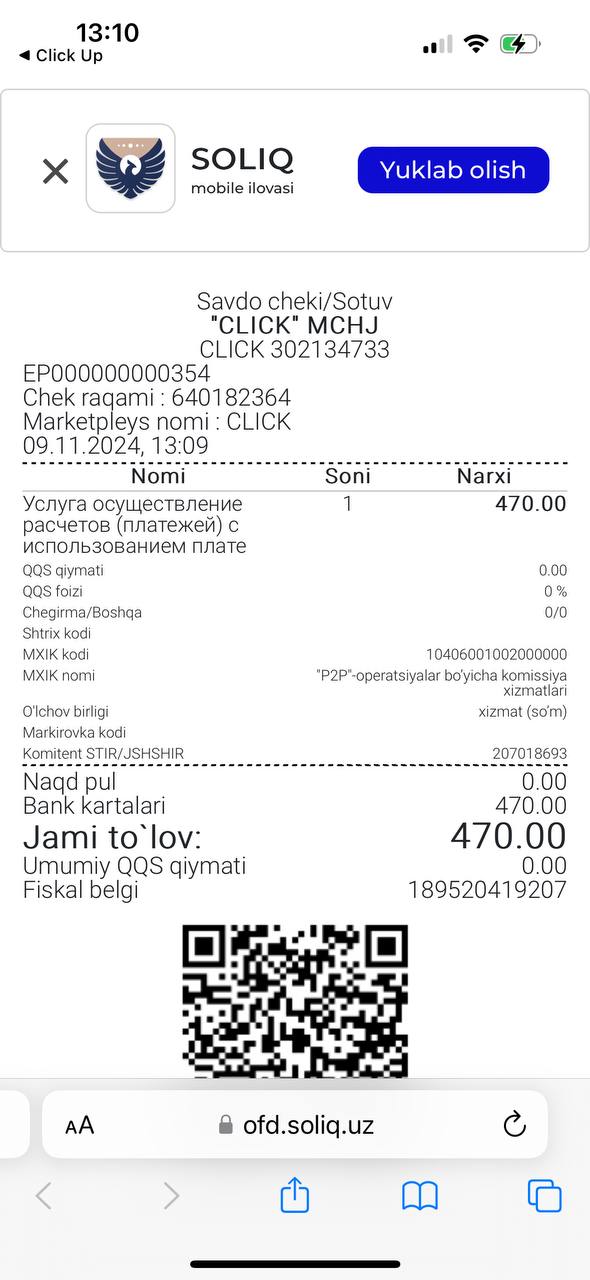 13:10
◀ Click Up
SOLIQ
mobile ilovasi
Yuklab olish
Savdo cheki/Sotuv
"CLICK" MCHJ
CLICK 302134733
EP000000000354
Chek raqami : 640182364
Marketpleys nomi : CLICK
09.11.2024, 13:09
Nomi Soni Narxi
Услуга осуществление 1 470.00
расчетов (платежей) с
использованием плате
QQS qiymati 0.00
QQS foizi 0 %
Chegirma/Boshqa 0/0
Shtrix kodi
MXIK kodi 10406001002000000
MXIK nomi "P2P"-operatsiyalar bo‘yicha komissiya
xizmatlari
O'lchov birligi xizmat (so‘m)
Markirovka kodi
Komitent STIR/JSHSHIR 207018693
Naqd pul 0.00
Bank kartalari 470.00
Jami to`lov: 470.00
Umumiy QQS qiymati 0.00
Fiskal belgi 189520419207
AA ofd.soliq.uz